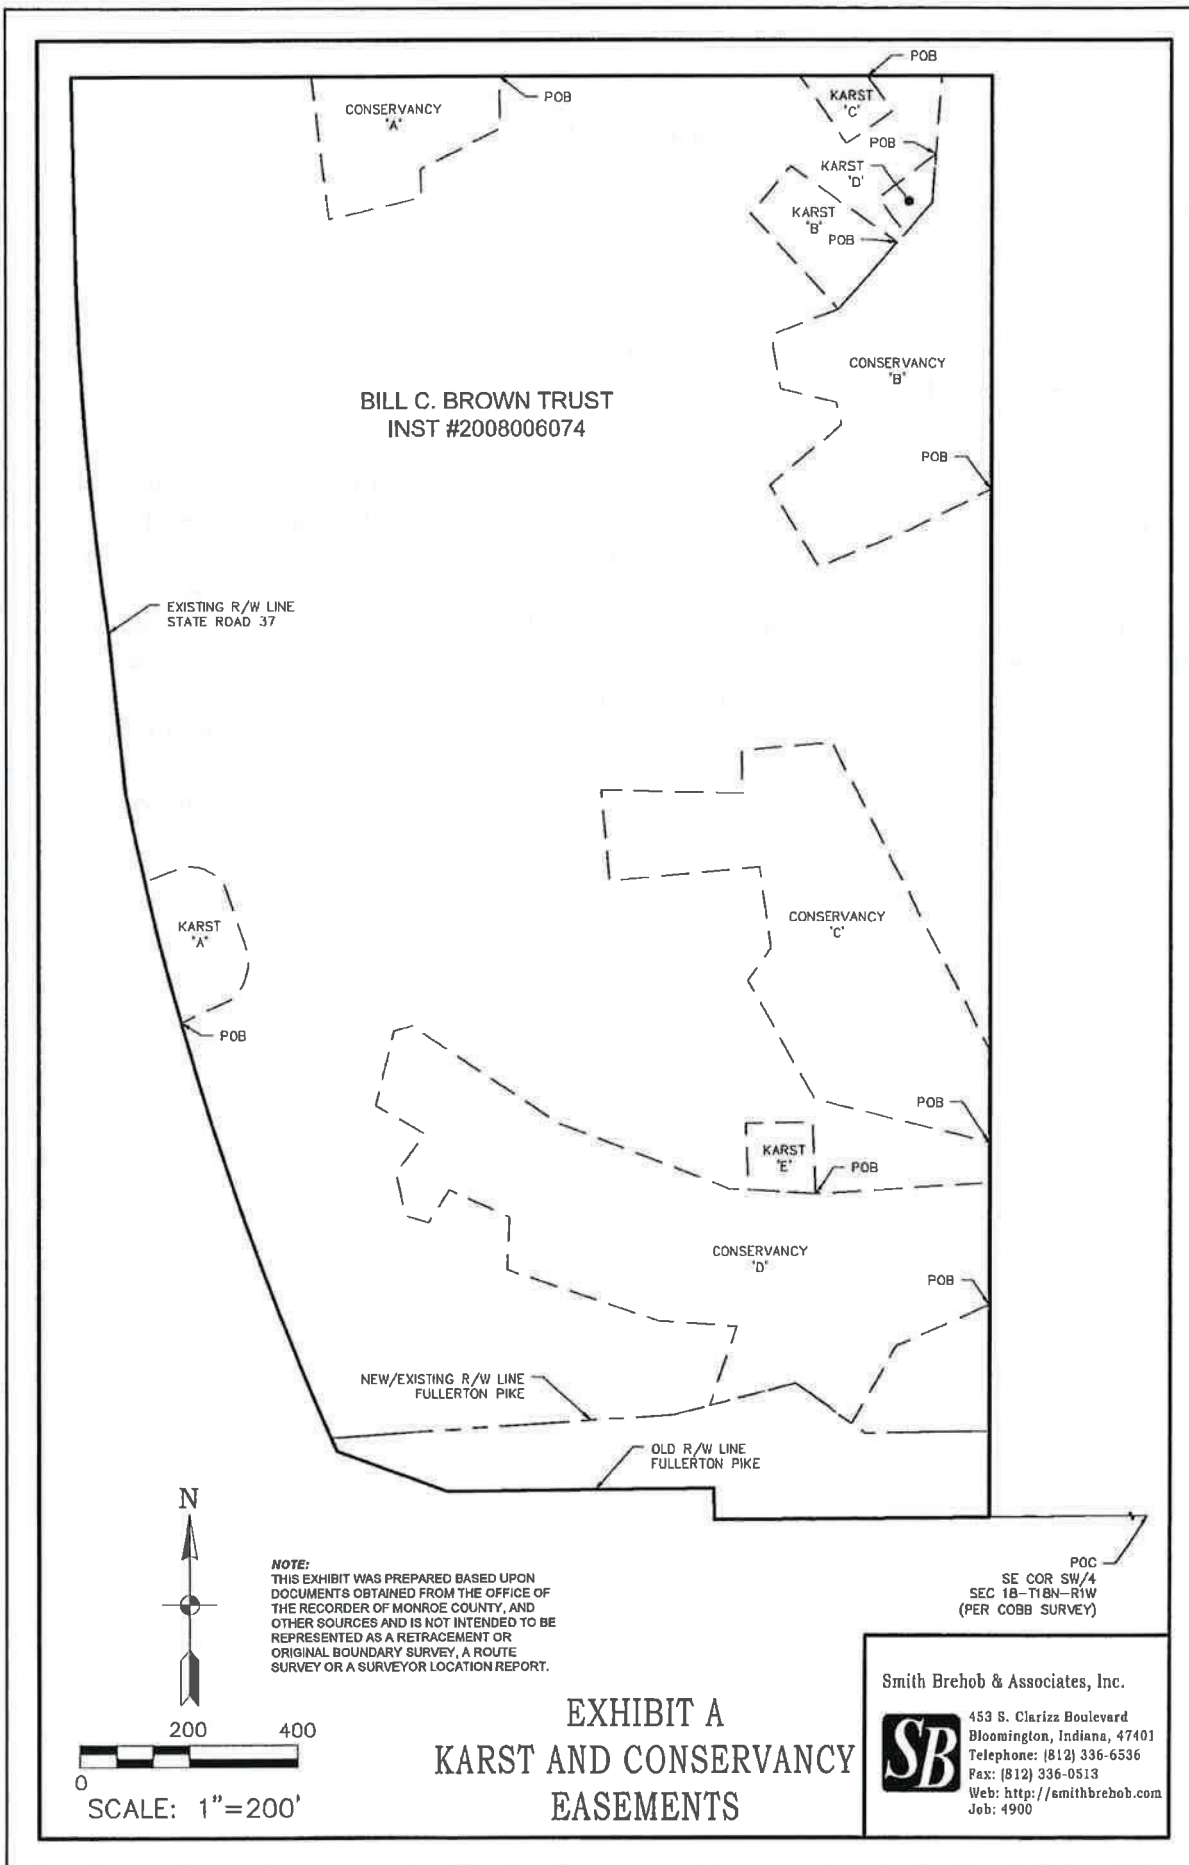 POB
CONSERVANCY
"A"
POB
KARST
"C"
POB
KARST
"D"
KARST
"B"
POB
CONSERVANCY
"B"
BILL C. BROWN TRUST
INST #2008006074
POB
EXISTING R/W LINE
STATE ROAD 37
KARST
"A"
CONSERVANCY
"C"
POB
POB
KARST
"E"
POB
CONSERVANCY
"D"
POB
NEW/EXISTING R/W LINE
FULLERTON PIKE
OLD R/W LINE
FULLERTON PIKE
N
POC
SE COR SW/4
SEC 18-T18N-R1W
(PER COBB SURVEY)
NOTE:
THIS EXHIBIT WAS PREPARED BASED UPON
DOCUMENTS OBTAINED FROM THE OFFICE OF
THE RECORDER OF MONROE COUNTY, AND
OTHER SOURCES AND IS NOT INTENDED TO BE
REPRESENTED AS A RETRACEMENT OR
ORIGINAL BOUNDARY SURVEY, A ROUTE
SURVEY OR A SURVEYOR LOCATION REPORT.
200 400
0
SCALE: 1"=200'
EXHIBIT A
KARST AND CONSERVANCY
EASEMENTS
Smith Brehob & Associates, Inc.
SB
453 S. Clarizz Boulevard
Bloomington, Indiana, 47401
Telephone: (812) 336-6536
Fax: (812) 336-0513
Web: http://smithbrehob.com
Job: 4900